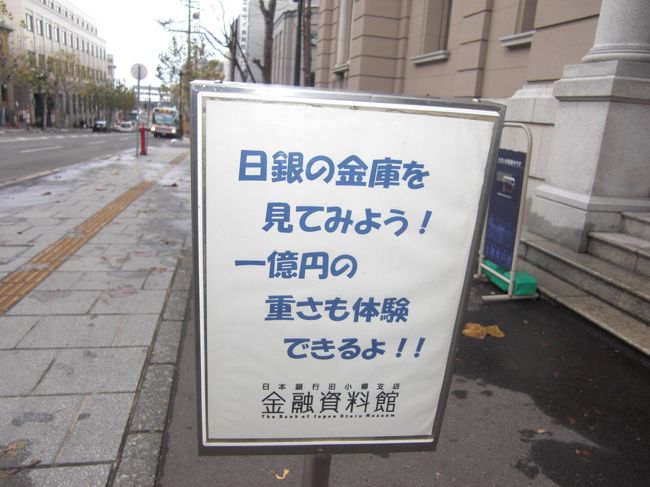 日銀の金庫を
見てみよう！
一億円の
重さも体験
できるよ！！
日本銀行旧小樽支店
金融資料館
The Bank of Japan Otaru Museum